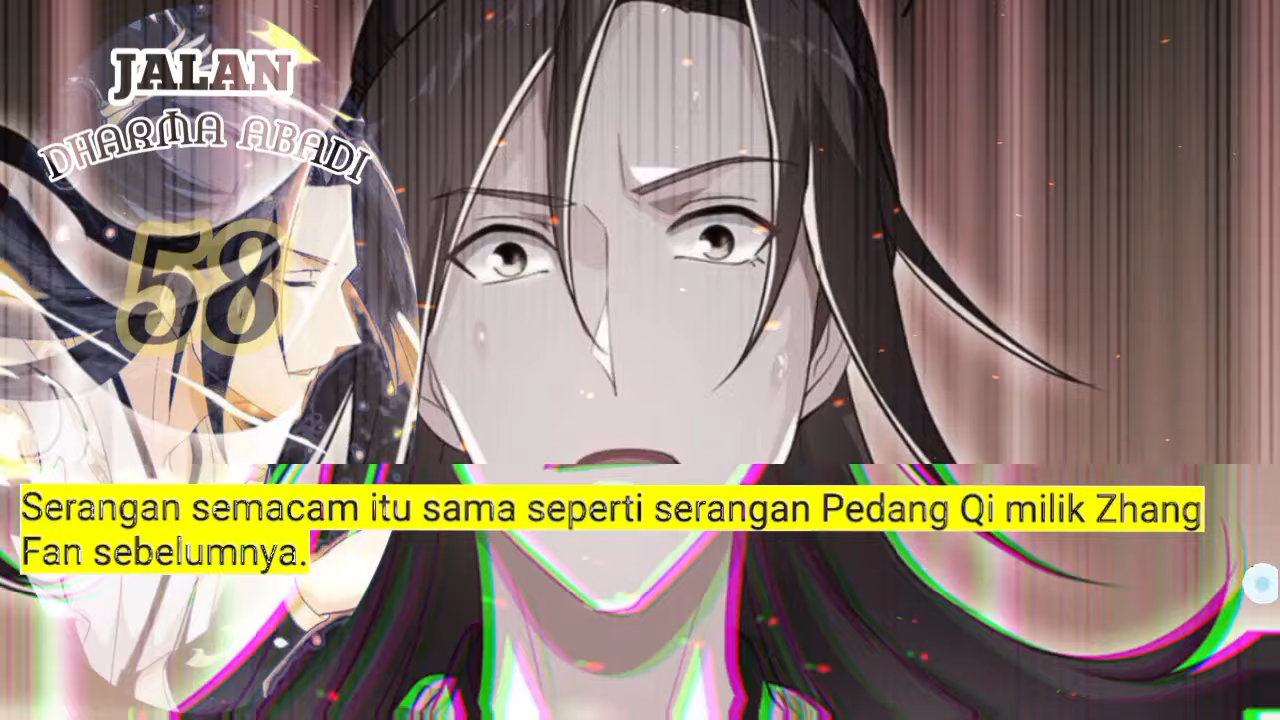 JALAN
DHARMA ABADI
58
Serangan semacam itu sama seperti serangan Pedang Qi milik Zhang
Fan sebelumnya.